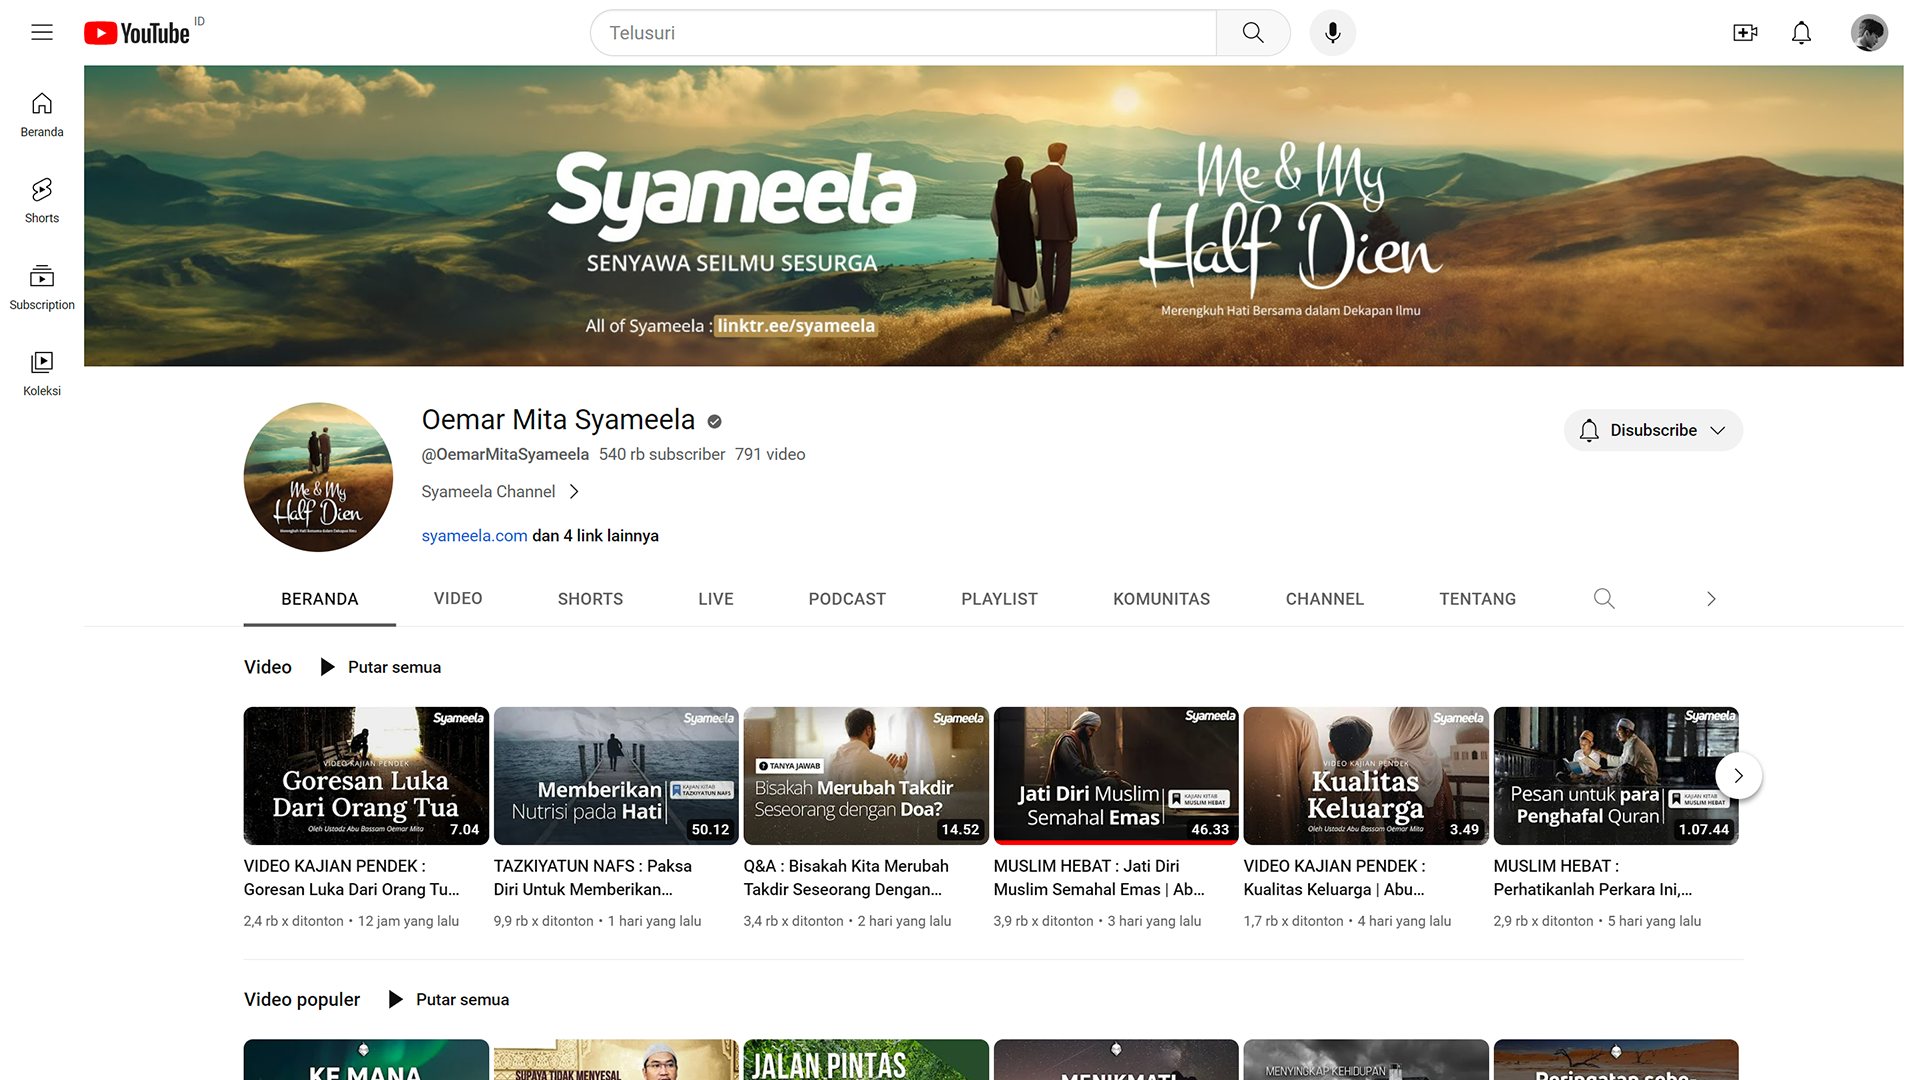 YouTube ID
Telusuri
Beranda
Shorts
Subscription
Koleksi
Syameela
SENYAWA SEILMU SESURGA
All of Syameela : linktr.ee/syameela
Me & My
Half Dien
Merengkuh Hati Bersama dalam Dekapan Ilmu
Me & My
Half Dien
Merengkuh Hati Bersama dalam Dekapan Ilmu
Oemar Mita Syameela
@OemarMitaSyameela 540 rb subscriber 791 video
Syameela Channel
syameela.com dan 4 link lainnya
Disubscribe
BERANDA VIDEO SHORTS LIVE PODCAST PLAYLIST KOMUNITAS CHANNEL TENTANG
Video Putar semua
Syameela
VIDEO KAJIAN PENDEK
Goresan Luka
Dari Orang Tua
Oleh Ustadz Abu Bassam Oemar Mita
7.04
VIDEO KAJIAN PENDEK :
Goresan Luka Dari Orang Tu...
2,4 rb x ditonton • 12 jam yang lalu
Syameela
Memberikan
Nutrisi pada Hati
KAJIAN KITAB
TAZKIYATUN NAFS
50.12
TAZKIYATUN NAFS : Paksa
Diri Untuk Memberikan...
9,9 rb x ditonton • 1 hari yang lalu
Syameela
? TANYA JAWAB
Bisakah Merubah Takdir
Seseorang dengan Doa?
14.52
Q&A : Bisakah Kita Merubah
Takdir Seseorang Dengan...
3,4 rb x ditonton • 2 hari yang lalu
Syameela
Jati Diri Muslim
Semahal Emas
KAJIAN KITAB
MUSLIM HEBAT
46.33
MUSLIM HEBAT : Jati Diri
Muslim Semahal Emas | Ab...
3,9 rb x ditonton • 3 hari yang lalu
Syameela
VIDEO KAJIAN PENDEK
Kualitas
Keluarga
Oleh Ustadz Abu Bassam Oemar Mita
3.49
VIDEO KAJIAN PENDEK :
Kualitas Keluarga | Abu...
1,7 rb x ditonton • 4 hari yang lalu
Syameela
Pesan untuk para
Penghafal Quran
KAJIAN KITAB
MUSLIM HEBAT
1.07.44
MUSLIM HEBAT :
Perhatikanlah Perkara Ini,...
2,9 rb x ditonton • 5 hari yang lalu
Video populer Putar semua
KE MANA
SUPAYA TIDAK MENYESAL
JALAN PINTAS
MENIKMATI
MENYINGKAP KEHIDUPAN
Peringatan sebe-